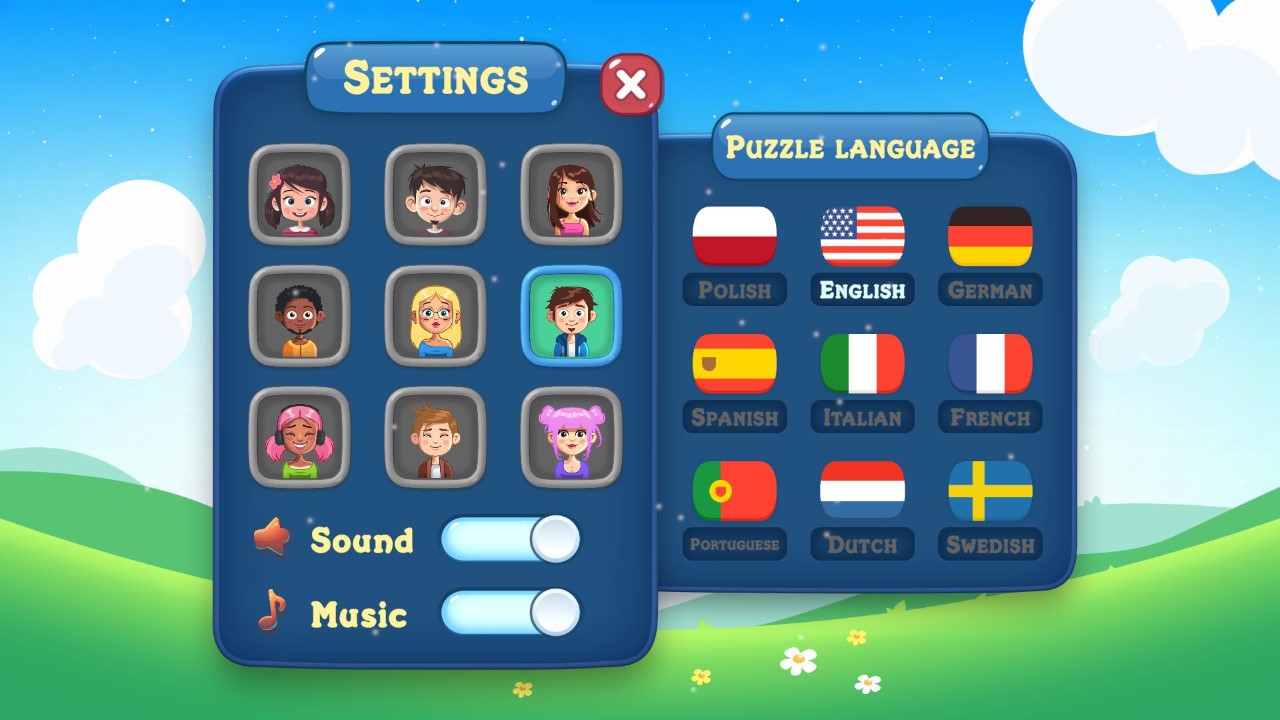 Settings
Puzzle language
Polish
English
German
Spanish
Italian
French
Portuguese
Dutch
Swedish
Sound
Music